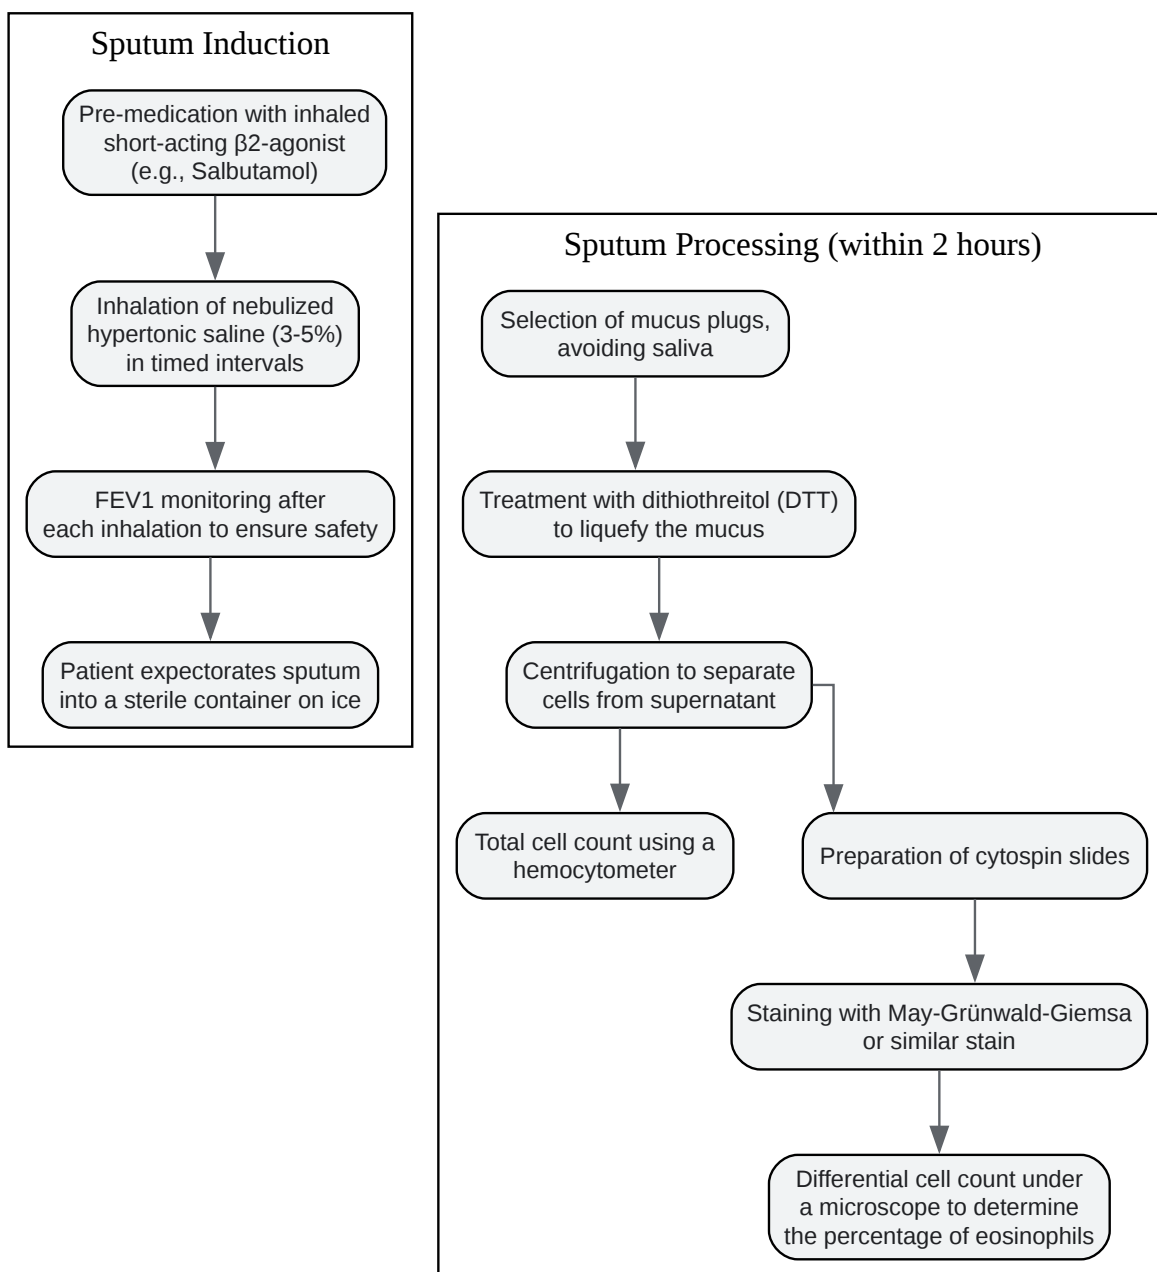 Sputum Induction
Pre-medication with inhaled
short-acting β2-agonist
(e.g., Salbutamol)
Inhalation of nebulized
hypertonic saline (3-5%)
in timed intervals
FEV1 monitoring after
each inhalation to ensure safety
Patient expectorates sputum
into a sterile container on ice
Sputum Processing (within 2 hours)
Selection of mucus plugs,
avoiding saliva
Treatment with dithiothreitol (DTT)
to liquefy the mucus
Centrifugation to separate
cells from supernatant
Total cell count using a
hemocytometer
Preparation of cytospin slides
Staining with May-Grünwald-Giemsa
or similar stain
Differential cell count under
a microscope to determine
the percentage of eosinophils